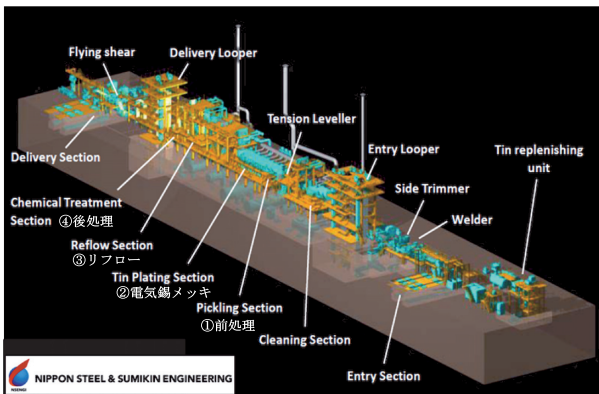 Flying shear
Delivery Looper
Tension Leveller
Entry Looper
Tin replenishing
unit
Side Trimmer
Welder
Delivery Section
Chemical Treatment
Section ④後処理
Reflow Section
③リフロー
Tin Plating Section
②電気錫メッキ
Pickling Section
①前処理
Cleaning Section
Entry Section
NIPPON STEEL & SUMIKIN ENGINEERING